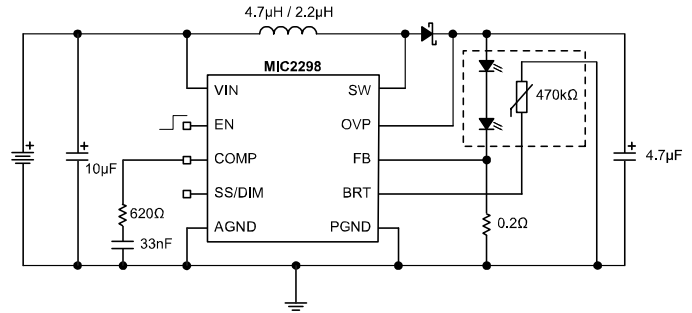 4.7µH / 2.2µH
MIC2298
VIN
SW
EN
OVP
COMP
FB
SS/DIM
BRT
AGND
PGND
10µF
620Ω
33nF
470kΩ
4.7µF
0.2Ω